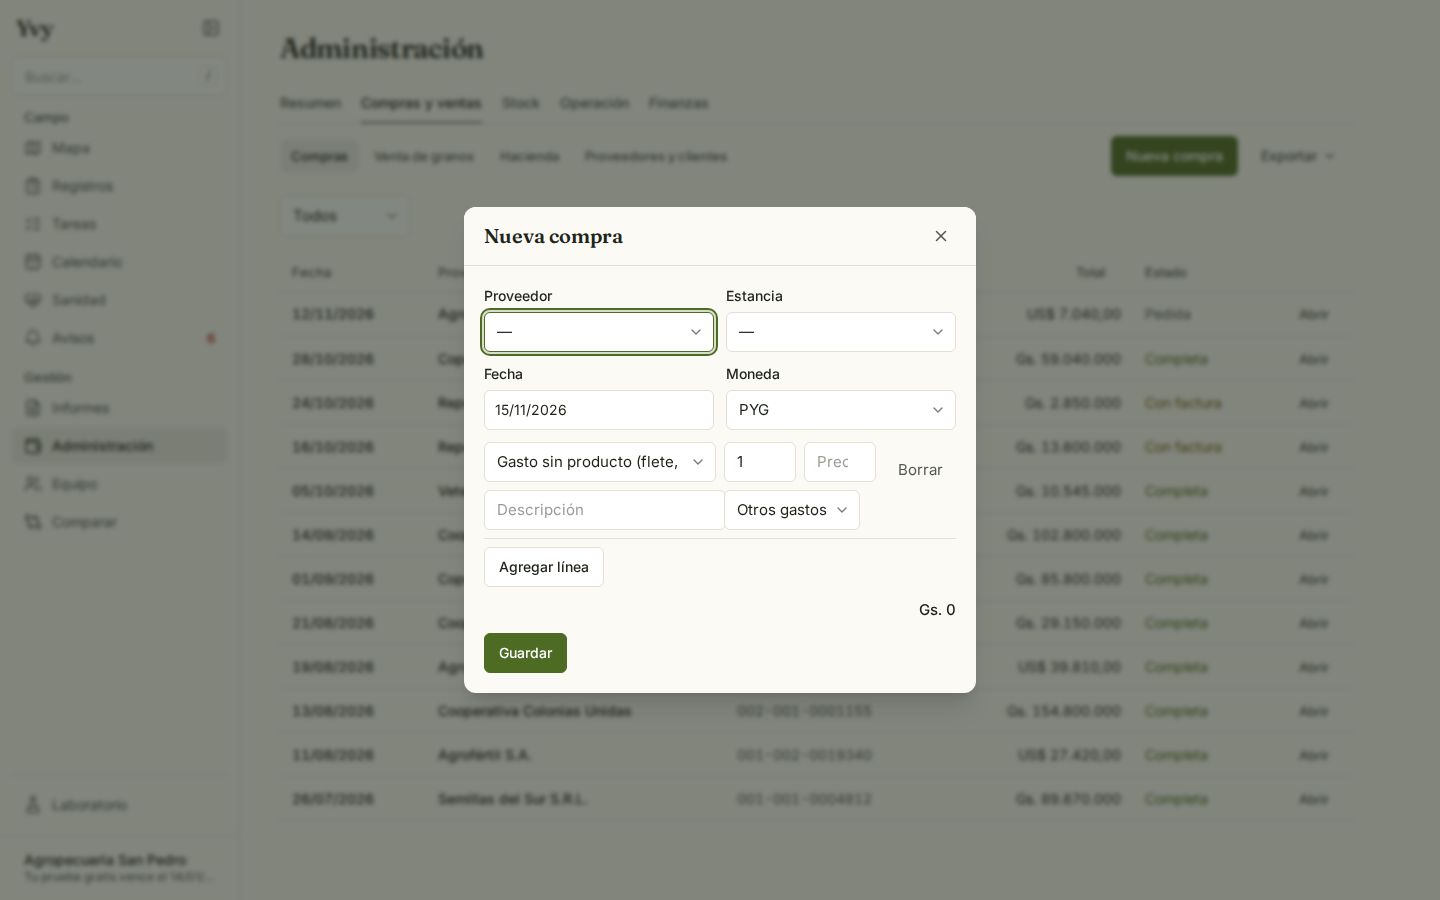 Yvy
Buscar... /
Campo
Mapa
Registros
Tareas
Calendario
Sanidad
Avisos 6
Gestión
Informes
Administración
Equipo
Comparar
Laboratorio
Agropecuaria San Pedro
Tu prueba gratis vence el
Administración
Resumen Compras y ventas Stock Operación Finanzas
Compras Venta de granos Hacienda Proveedores y clientes Nueva compra Exportar
Todos
Fecha Total Estado
12/11/2026 US$ 7.040,00 Pedida Abrir
28/10/2026 Gs. 59.040.000 Completa Abrir
24/10/2026 Gs. 2.850.000 Con factura Abrir
Gs. 13.600.000 Con factura Abrir
05/10/2026 Gs. 10.545.000 Completa Abrir
14/09/2026 Gs. 102.800.000 Completa Abrir
01/09/2026 Gs. 85.800.000 Completa Abrir
21/08/2026 Gs. 29.150.000 Completa Abrir
19/08/2026 US$ 39.810,00 Completa Abrir
13/08/2026 Cooperativa Colonias Unidas 002-001-0001155 Gs. 154.800.000 Completa Abrir
11/08/2026 Agrofértil S.A. 001-002-0019340 US$ 27.420,00 Completa Abrir
28/07/2026 Semillas del Sur S.R.L. 001-001-0004812 Gs. 89.870.000 Completa Abrir
Nueva compra
Proveedor Estancia
— —
Fecha Moneda
15/11/2026 PYG
Gasto sin producto (flete, 1 Prec Borrar
Descripción Otros gastos
Agregar línea
Gs. 0
Guardar